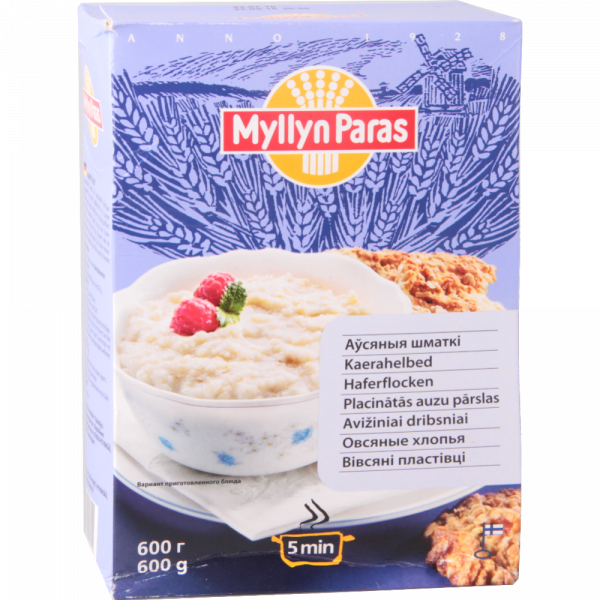 ANNO 1928
Myllyn Paras
Аўсяныя шматкі
Kaerahelbed
Haferflocken
Placinātās auzu pārslas
Avižiniai dribsniai
Овсяные хлопья
Вівсяні пластівці
Вариант приготовленного блюда
600 г
600 g
5 min